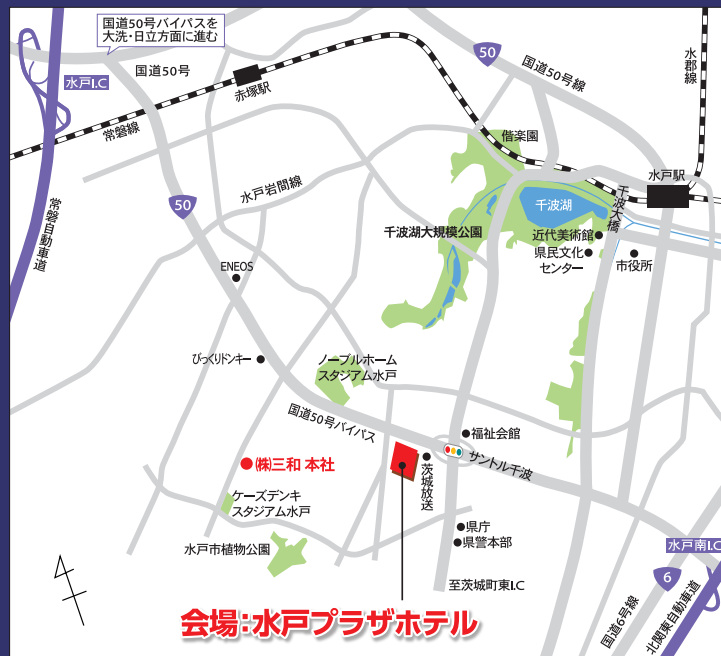 国道50号バイパスを
大洗・日立方面に進む
水戸I.C
国道50号
赤塚駅
常磐線
50
国道50号線
水郡線
偕楽園
水戸駅
水戸岩間線
50
千波湖
千波大橋
常磐自動車道
千波湖大規模公園
近代美術館
県民文化
センター
市役所
ENEOS
びっくりドンキー
ノーブルホーム
スタジアム水戸
国道50号バイパス
福祉会館
サントル千波
㈱三和 本社
茨城放送
ケーズデンキ
スタジアム水戸
県庁
県警本部
水戸市植物公園
水戸南I.C
6
至茨城町東I.C
国道6号線
北関東自動車道
会場:水戸プラザホテル